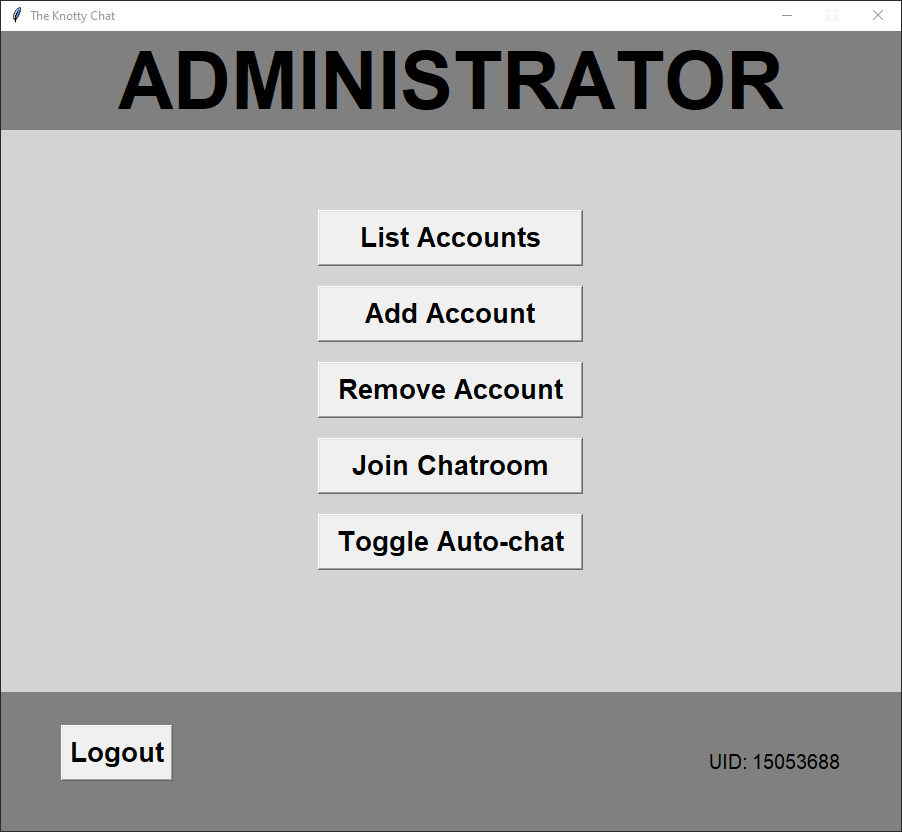 The Knotty Chat
ADMINISTRATOR
List Accounts
Add Account
Remove Account
Join Chatroom
Toggle Auto-chat
Logout
UID: 15053688